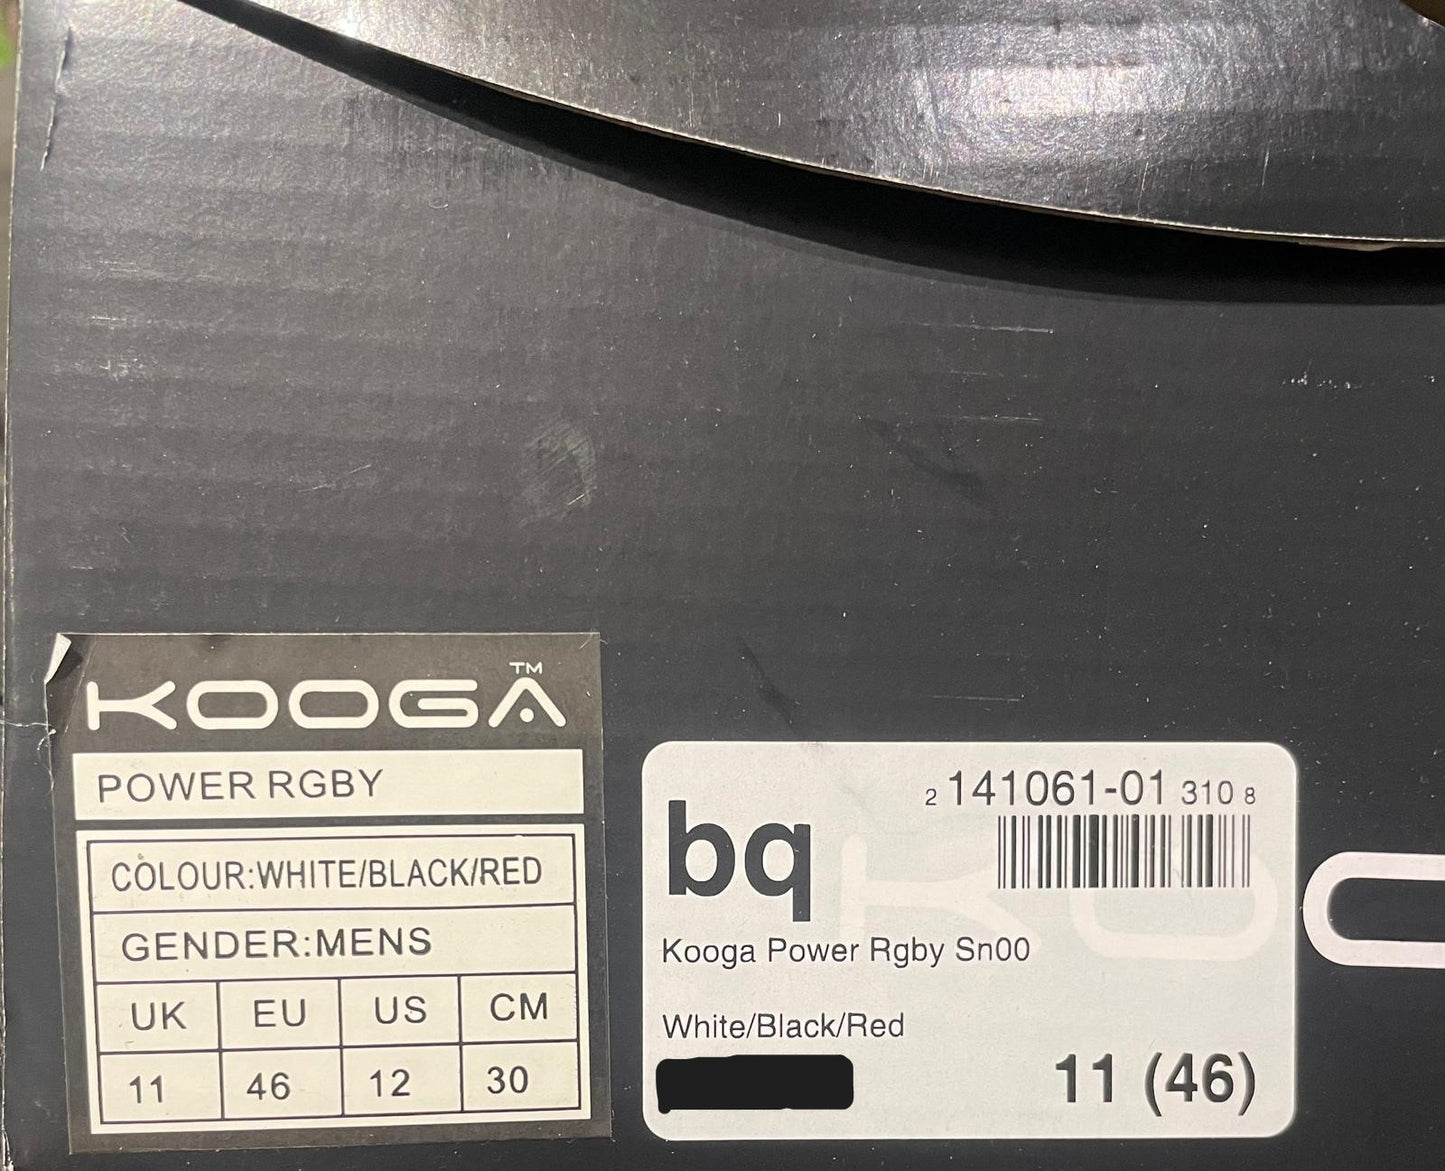 KOOGA™
POWER RGBY
COLOUR:WHITE/BLACK/RED
GENDER:MENS
UK EU US CM
11 46 12 30
2 141061-01 310 8
bq
Kooga Power Rgby Sn00
White/Black/Red
11 (46)